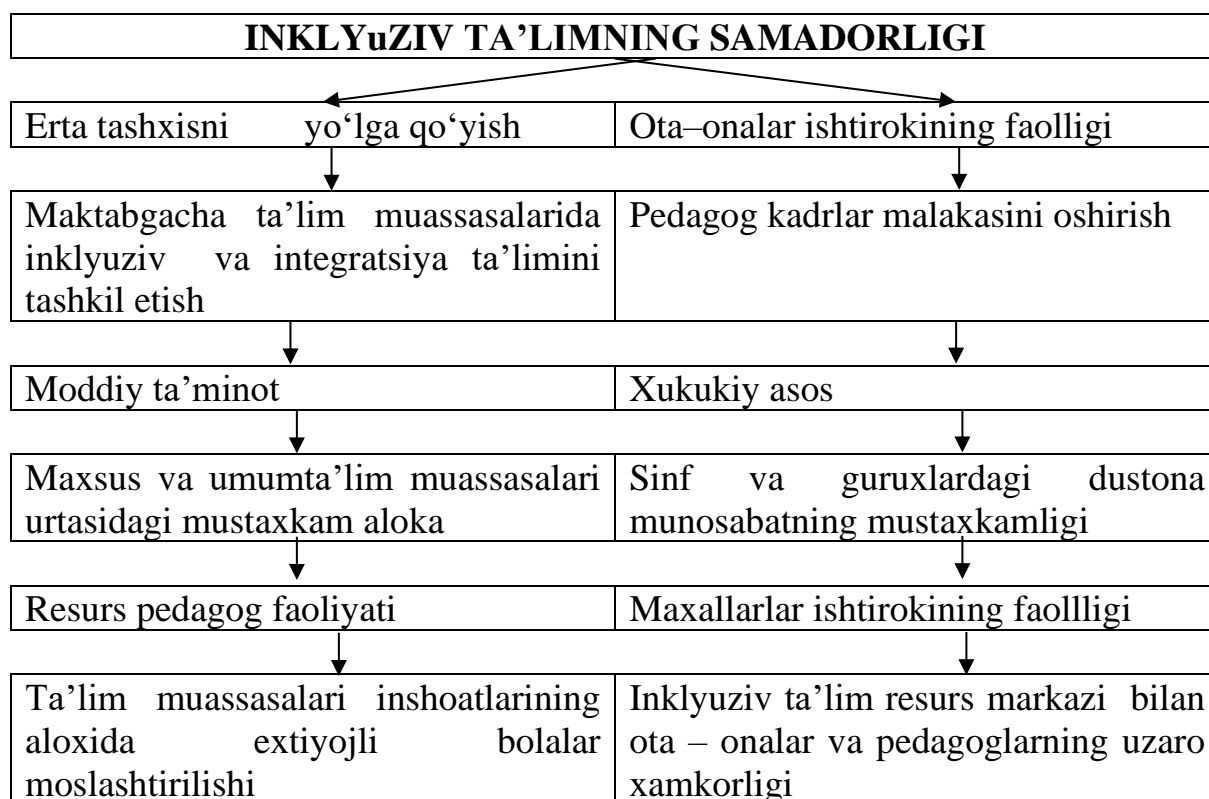 INKLYuZIV TA’LIMNING SAMADORLIGI
Erta tashxisni yo‘lga qo‘yish
Ota–onalar ishtirokining faolligi
Maktabgacha ta’lim muassasalarida
inklyuziv va integratsiya ta’limini
tashkil etish
Pedagog kadrlar malakasini oshirish
Moddiy ta’minot
Xukukiy asos
Maxsus va umumta’lim muassasalari
urtasidagi mustaxkam aloka
Sinf va guruxlardagi dustona
munosabatning mustaxkamligi
Resurs pedagog faoliyati
Maxallarlar ishtirokining faollligi
Ta’lim muassasalari inshoatlarining
aloxida extiyojli bolalar
moslashtirilishi
Inklyuziv ta’lim resurs markazi bilan
ota – onalar va pedagoglarning uzaro
xamkorligi